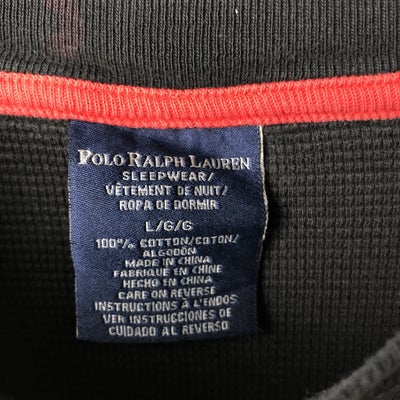 POLO RALPH LAUREN
SLEEPWEAR/
VÊTEMENT DE NUIT/
ROPA DE DORMIR
L/G/G
100% COTTON/COTON/
ALGODÓN
MADE IN CHINA
FABRIQUÉ EN CHINE
HECHO EN CHINA
CARE ON REVERSE
INSTRUCTIONS À L'ENDOS
VER INSTRUCCIONES DE
CUIDADO AL REVERSO